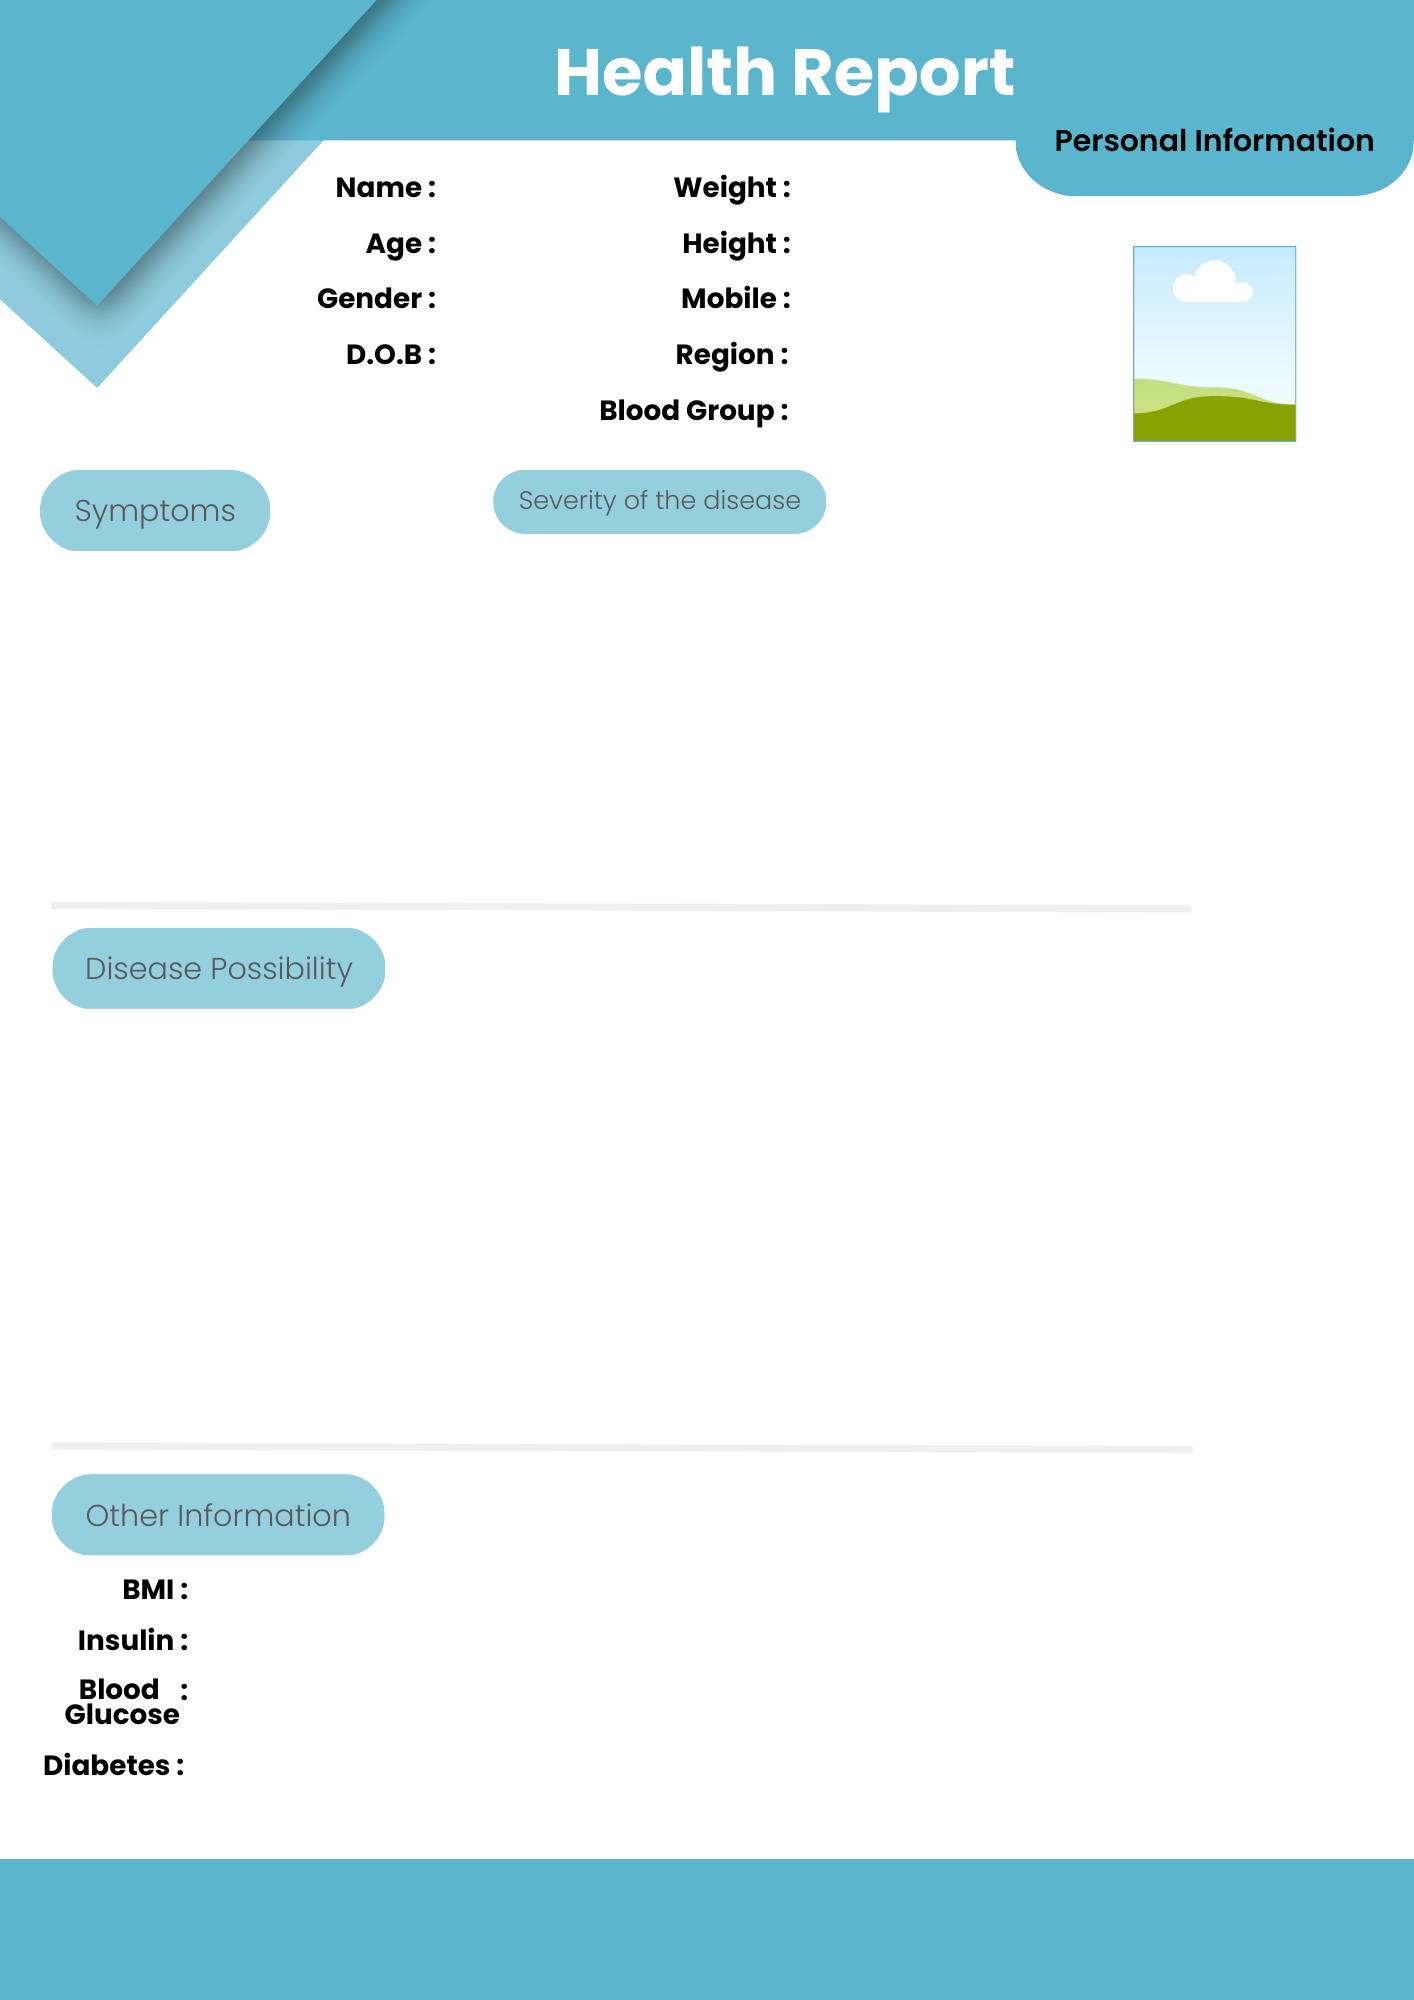 Health Report
Personal Information
Name :
Age :
Gender :
D.O.B :
Weight :
Height :
Mobile :
Region :
Blood Group :
Symptoms
Severity of the disease
Disease Possibility
Other Information
BMI :
Insulin :
Blood :
Glucose
Diabetes :